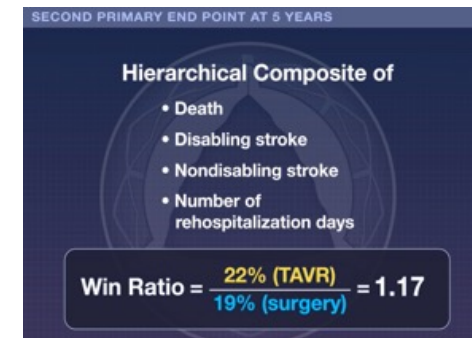 SECOND PRIMARY END POINT AT 5 YEARS
Hierarchical Composite of
• Death
• Disabling stroke
• Nondisabling stroke
• Number of
rehospitalization days
Win Ratio = 22% (TAVR) / 19% (surgery) = 1.17